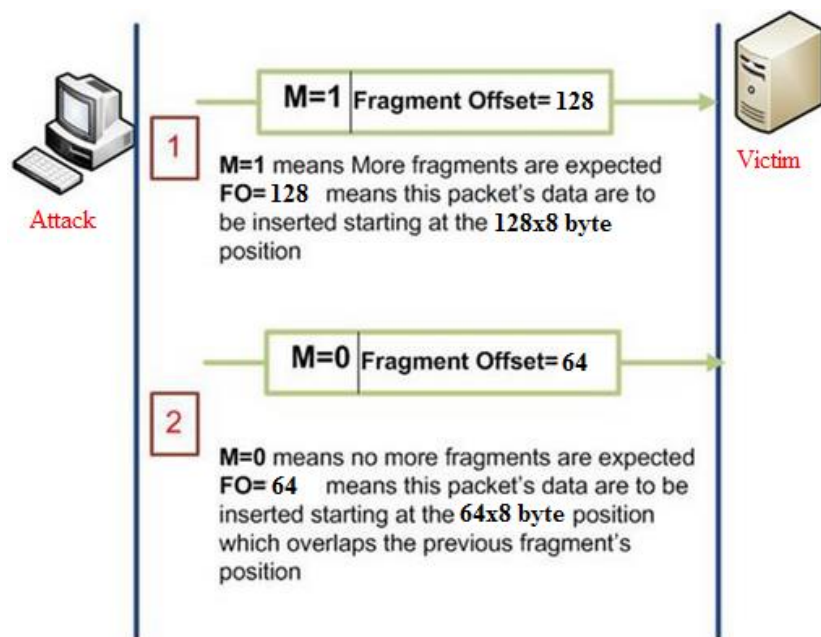 M=1 Fragment Offset= 128
1
Victim
Attack
M=1 means More fragments are expected
FO= 128 means this packet's data are to
be inserted starting at the 128x8 byte
position
M=0 Fragment Offset= 64
2
M=0 means no more fragments are expected
FO= 64 means this packet's data are to be
inserted starting at the 64x8 byte position
which overlaps the previous fragment's
position